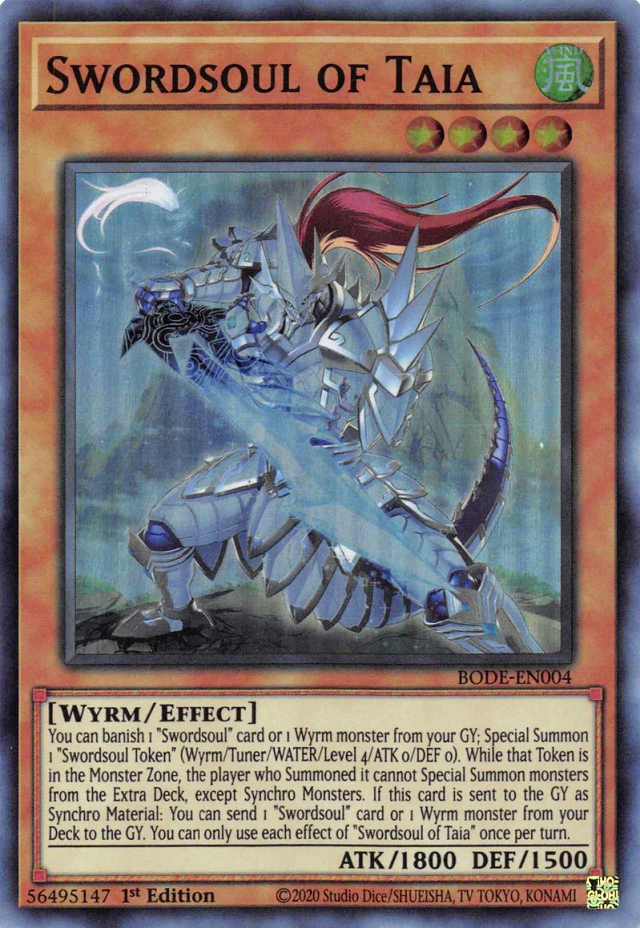 SWORDSOUL OF TAIA
WIND
風
BODE-EN004
[WYRM/EFFECT]
You can banish 1 "Swordsoul" card or 1 Wyrm monster from your GY; Special Summon
1 "Swordsoul Token" (Wyrm/Tuner/WATER/Level 4/ATK 0/DEF 0). While that Token is
in the Monster Zone, the player who Summoned it cannot Special Summon monsters
from the Extra Deck, except Synchro Monsters. If this card is sent to the GY as
Synchro Material: You can send 1 "Swordsoul" card or 1 Wyrm monster from your
Deck to the GY. You can only use each effect of "Swordsoul of Taia" once per turn.
ATK/1800 DEF/1500
56495147 1st Edition ©2020 Studio Dice/SHUEISHA, TV TOKYO, KONAMI